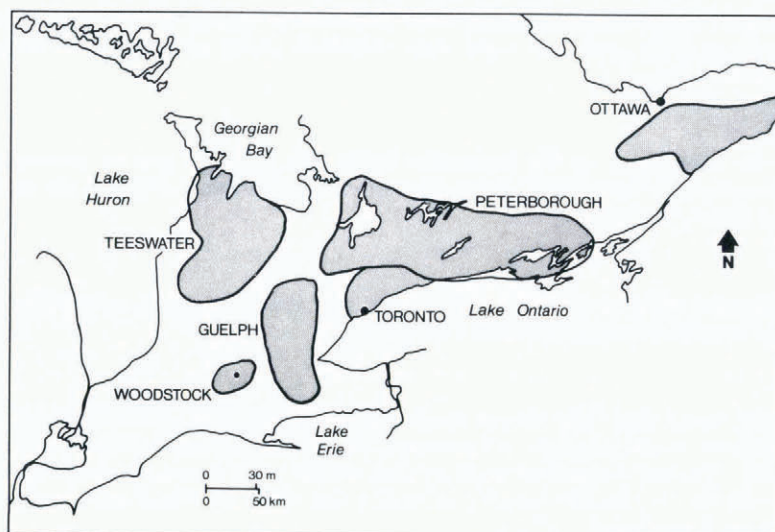 OTTAWA
Georgian
Bay
Lake
Huron
PETERBOROUGH
TEESWATER
N
GUELPH
TORONTO
Lake Ontario
WOODSTOCK
Lake
Erie
0 30 m
0 50 km